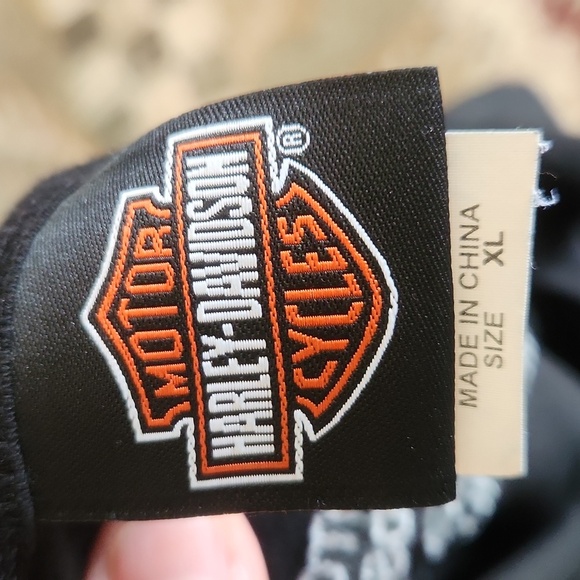 MOTOR
HARLEY-DAVIDSON
CYCLES
®
MADE IN CHINA
SIZE XL